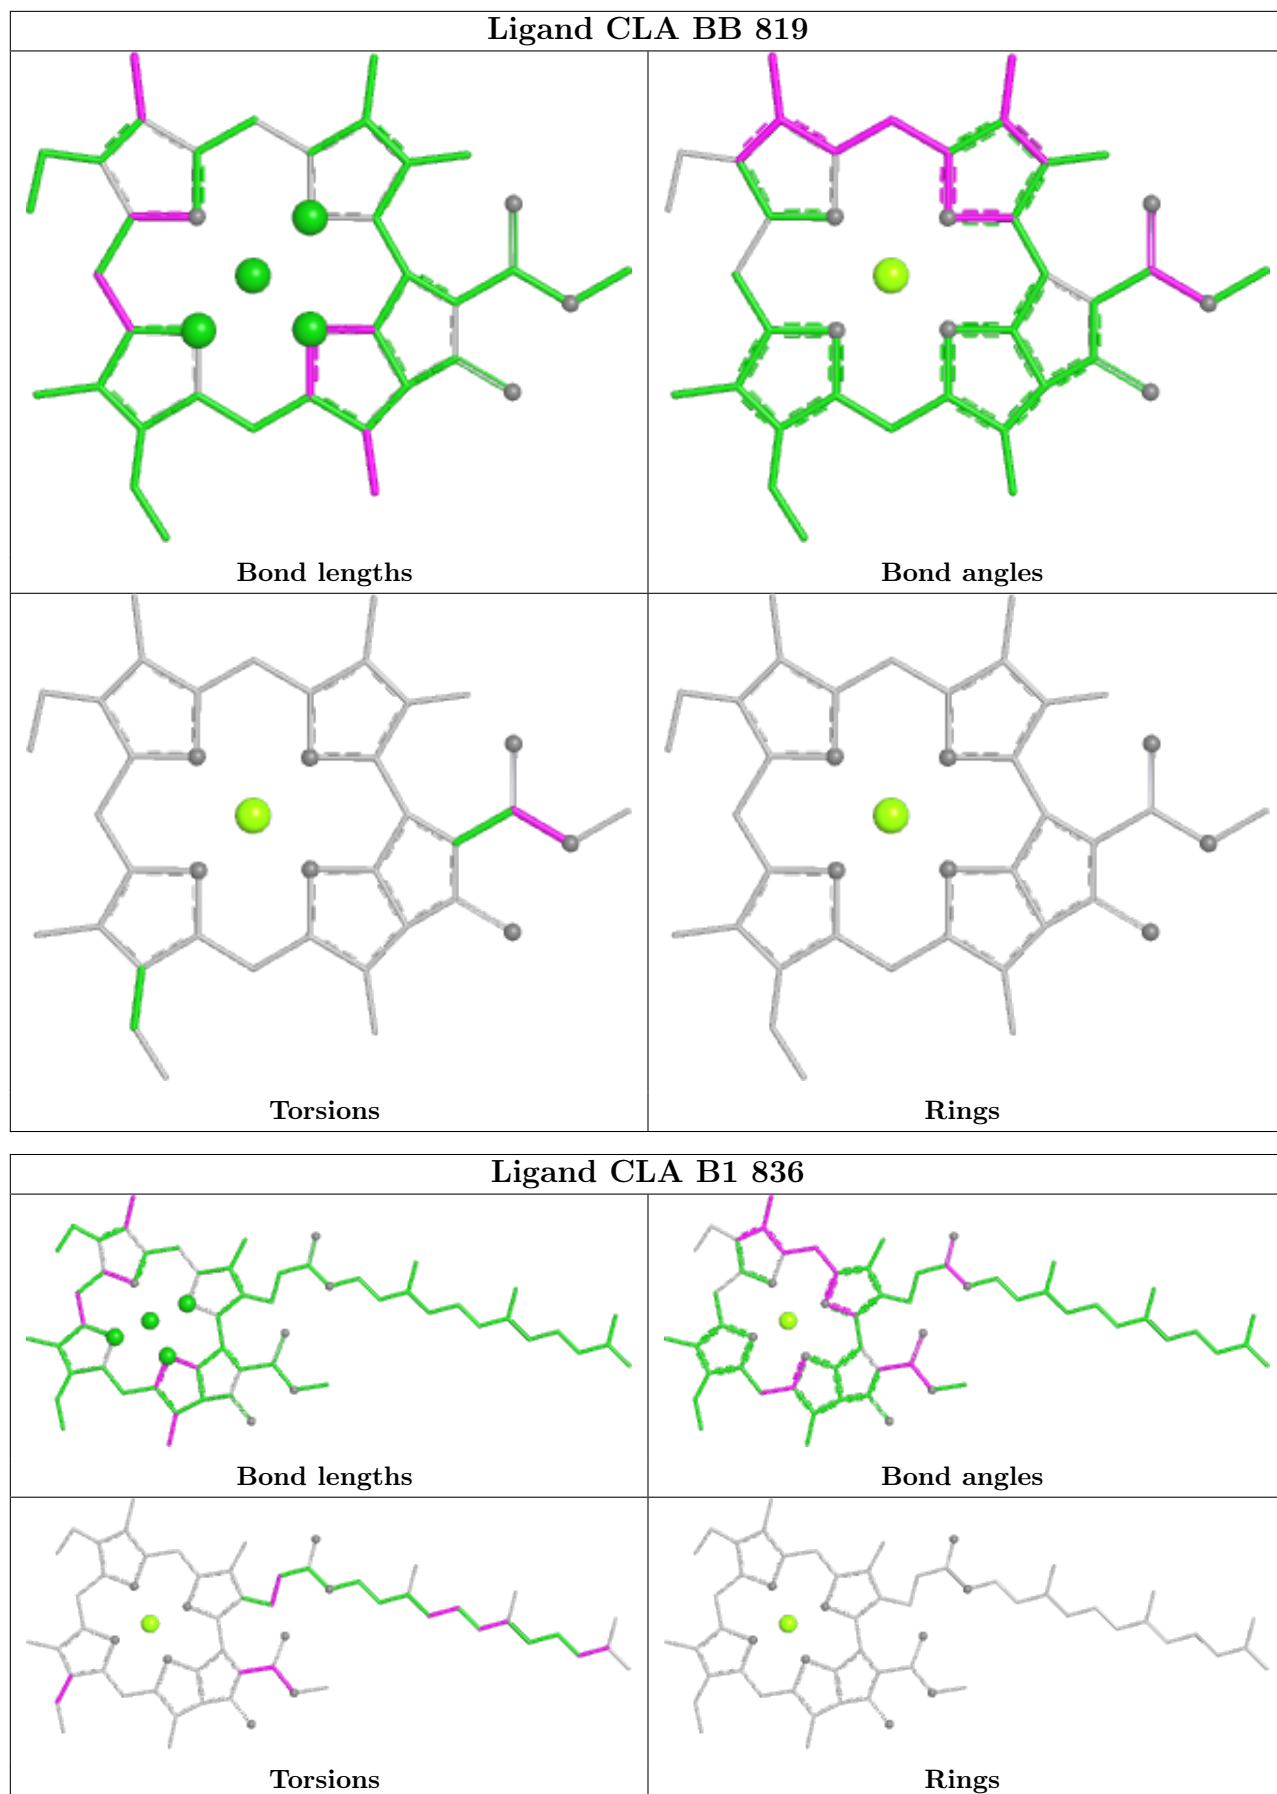 Ligand CLA BB 819
Bond lengths
Bond angles
Torsions
Rings
Ligand CLA B1 836
Bond lengths
Bond angles
Torsions
Rings